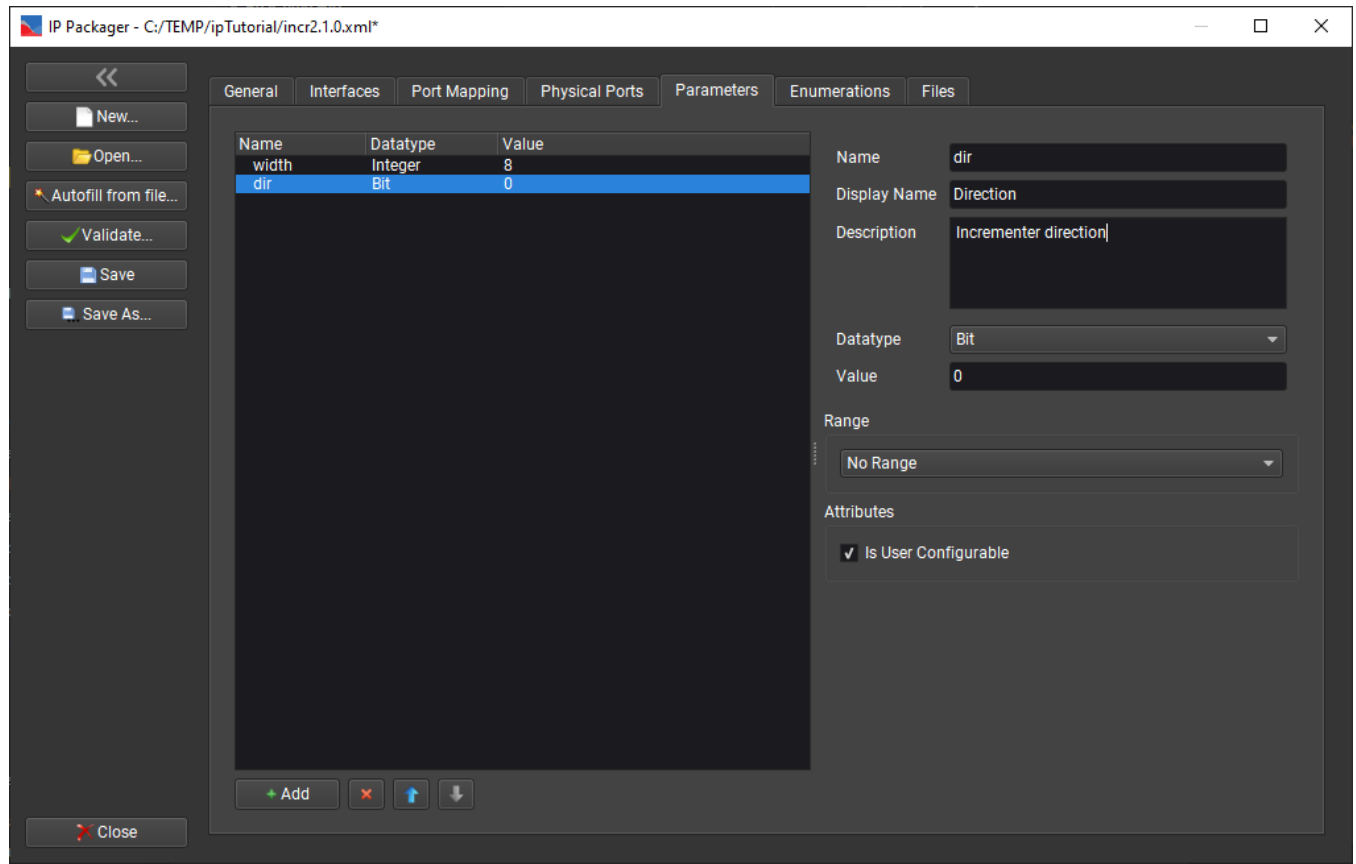 IP Packager - C:/TEMP/ipTutorial/incr2.1.0.xml*
New...
Open...
Autofill from file...
Validate...
Save
Save As...
Close
General Interfaces Port Mapping Physical Ports Parameters Enumerations Files
Name Datatype Value
width Integer 8
dir Bit 0
+ Add
Name dir
Display Name Direction
Description Incrementer direction
Datatype Bit
Value 0
Range
No Range
Attributes
Is User Configurable